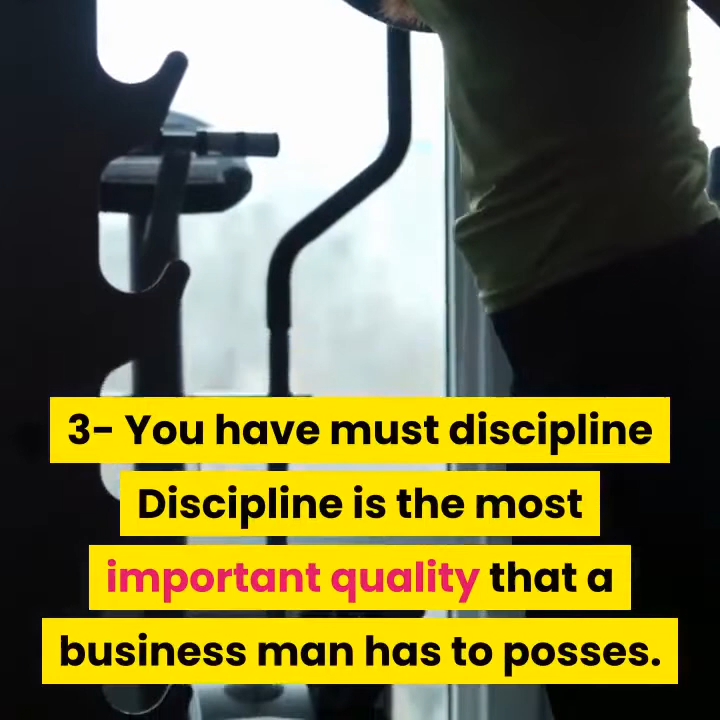 3- You have must discipline
Discipline is the most
important quality that a
business man has to posses.